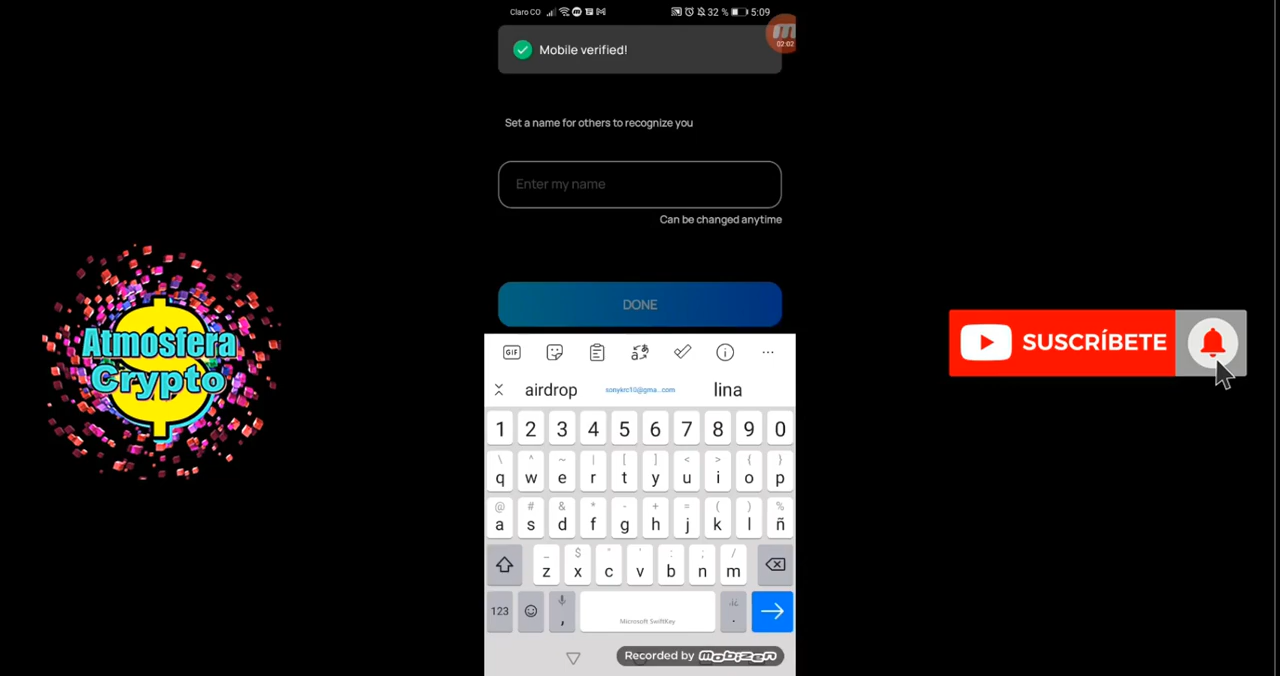 Claro CO
32 %
5:09
02:02
Mobile verified!
Set a name for others to recognize you
Enter my name
Can be changed anytime
DONE
Atmosfera
Crypto
SUSCRÍBETE
GIF
airdrop
lina
1 2 3 4 5 6 7 8 9 0
\ ^ ~ | [ ] < > { }
q w e r t y u i o p
@ # & * - + = ( ) %
a s d f g h j k l ñ
_ $ " ' : ; /
z x c v b n m
123 , Microsoft SwiftKey .
Recorded by mobizen